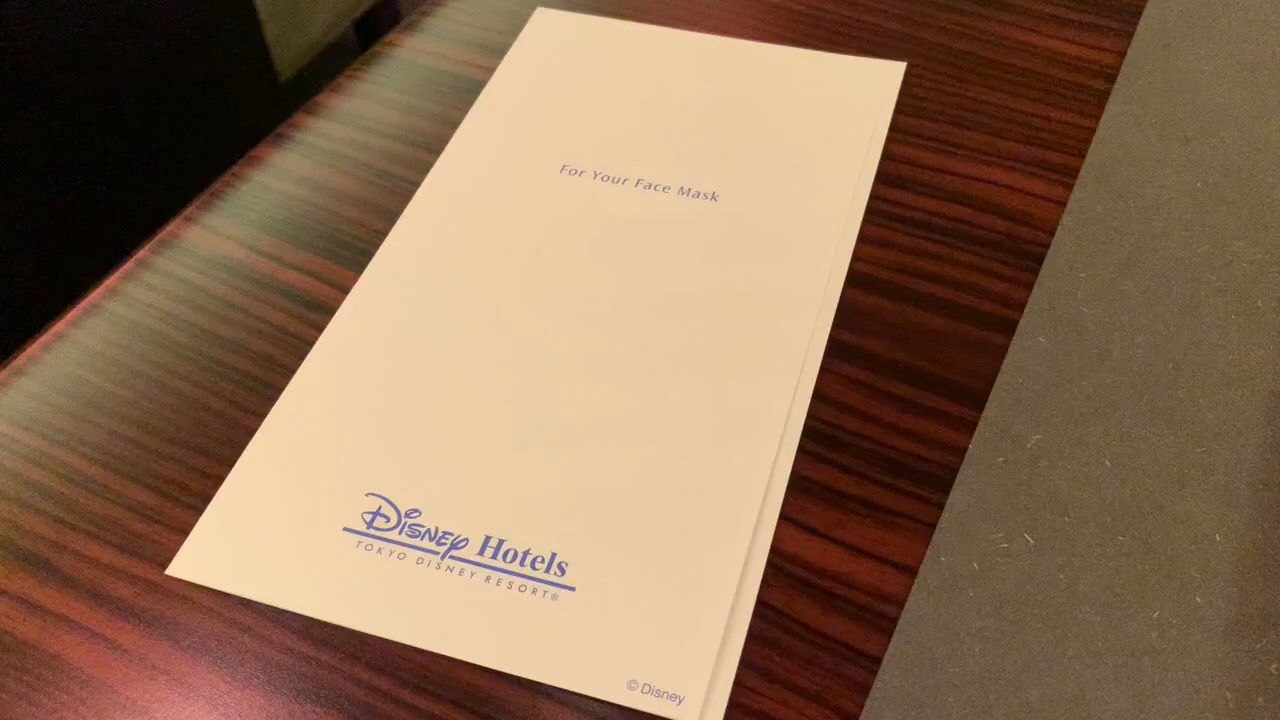 For Your Face Mask
Disney Hotels
TOKYO DISNEY RESORT®
© Disney